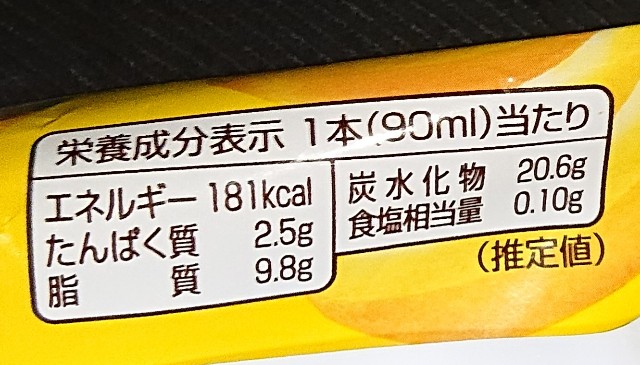 栄養成分表示 1本(90ml)当たり
エネルギー 181kcal
たんぱく質 2.5g
脂質 9.8g
炭水化物 20.6g
食塩相当量 0.10g
(推定値)